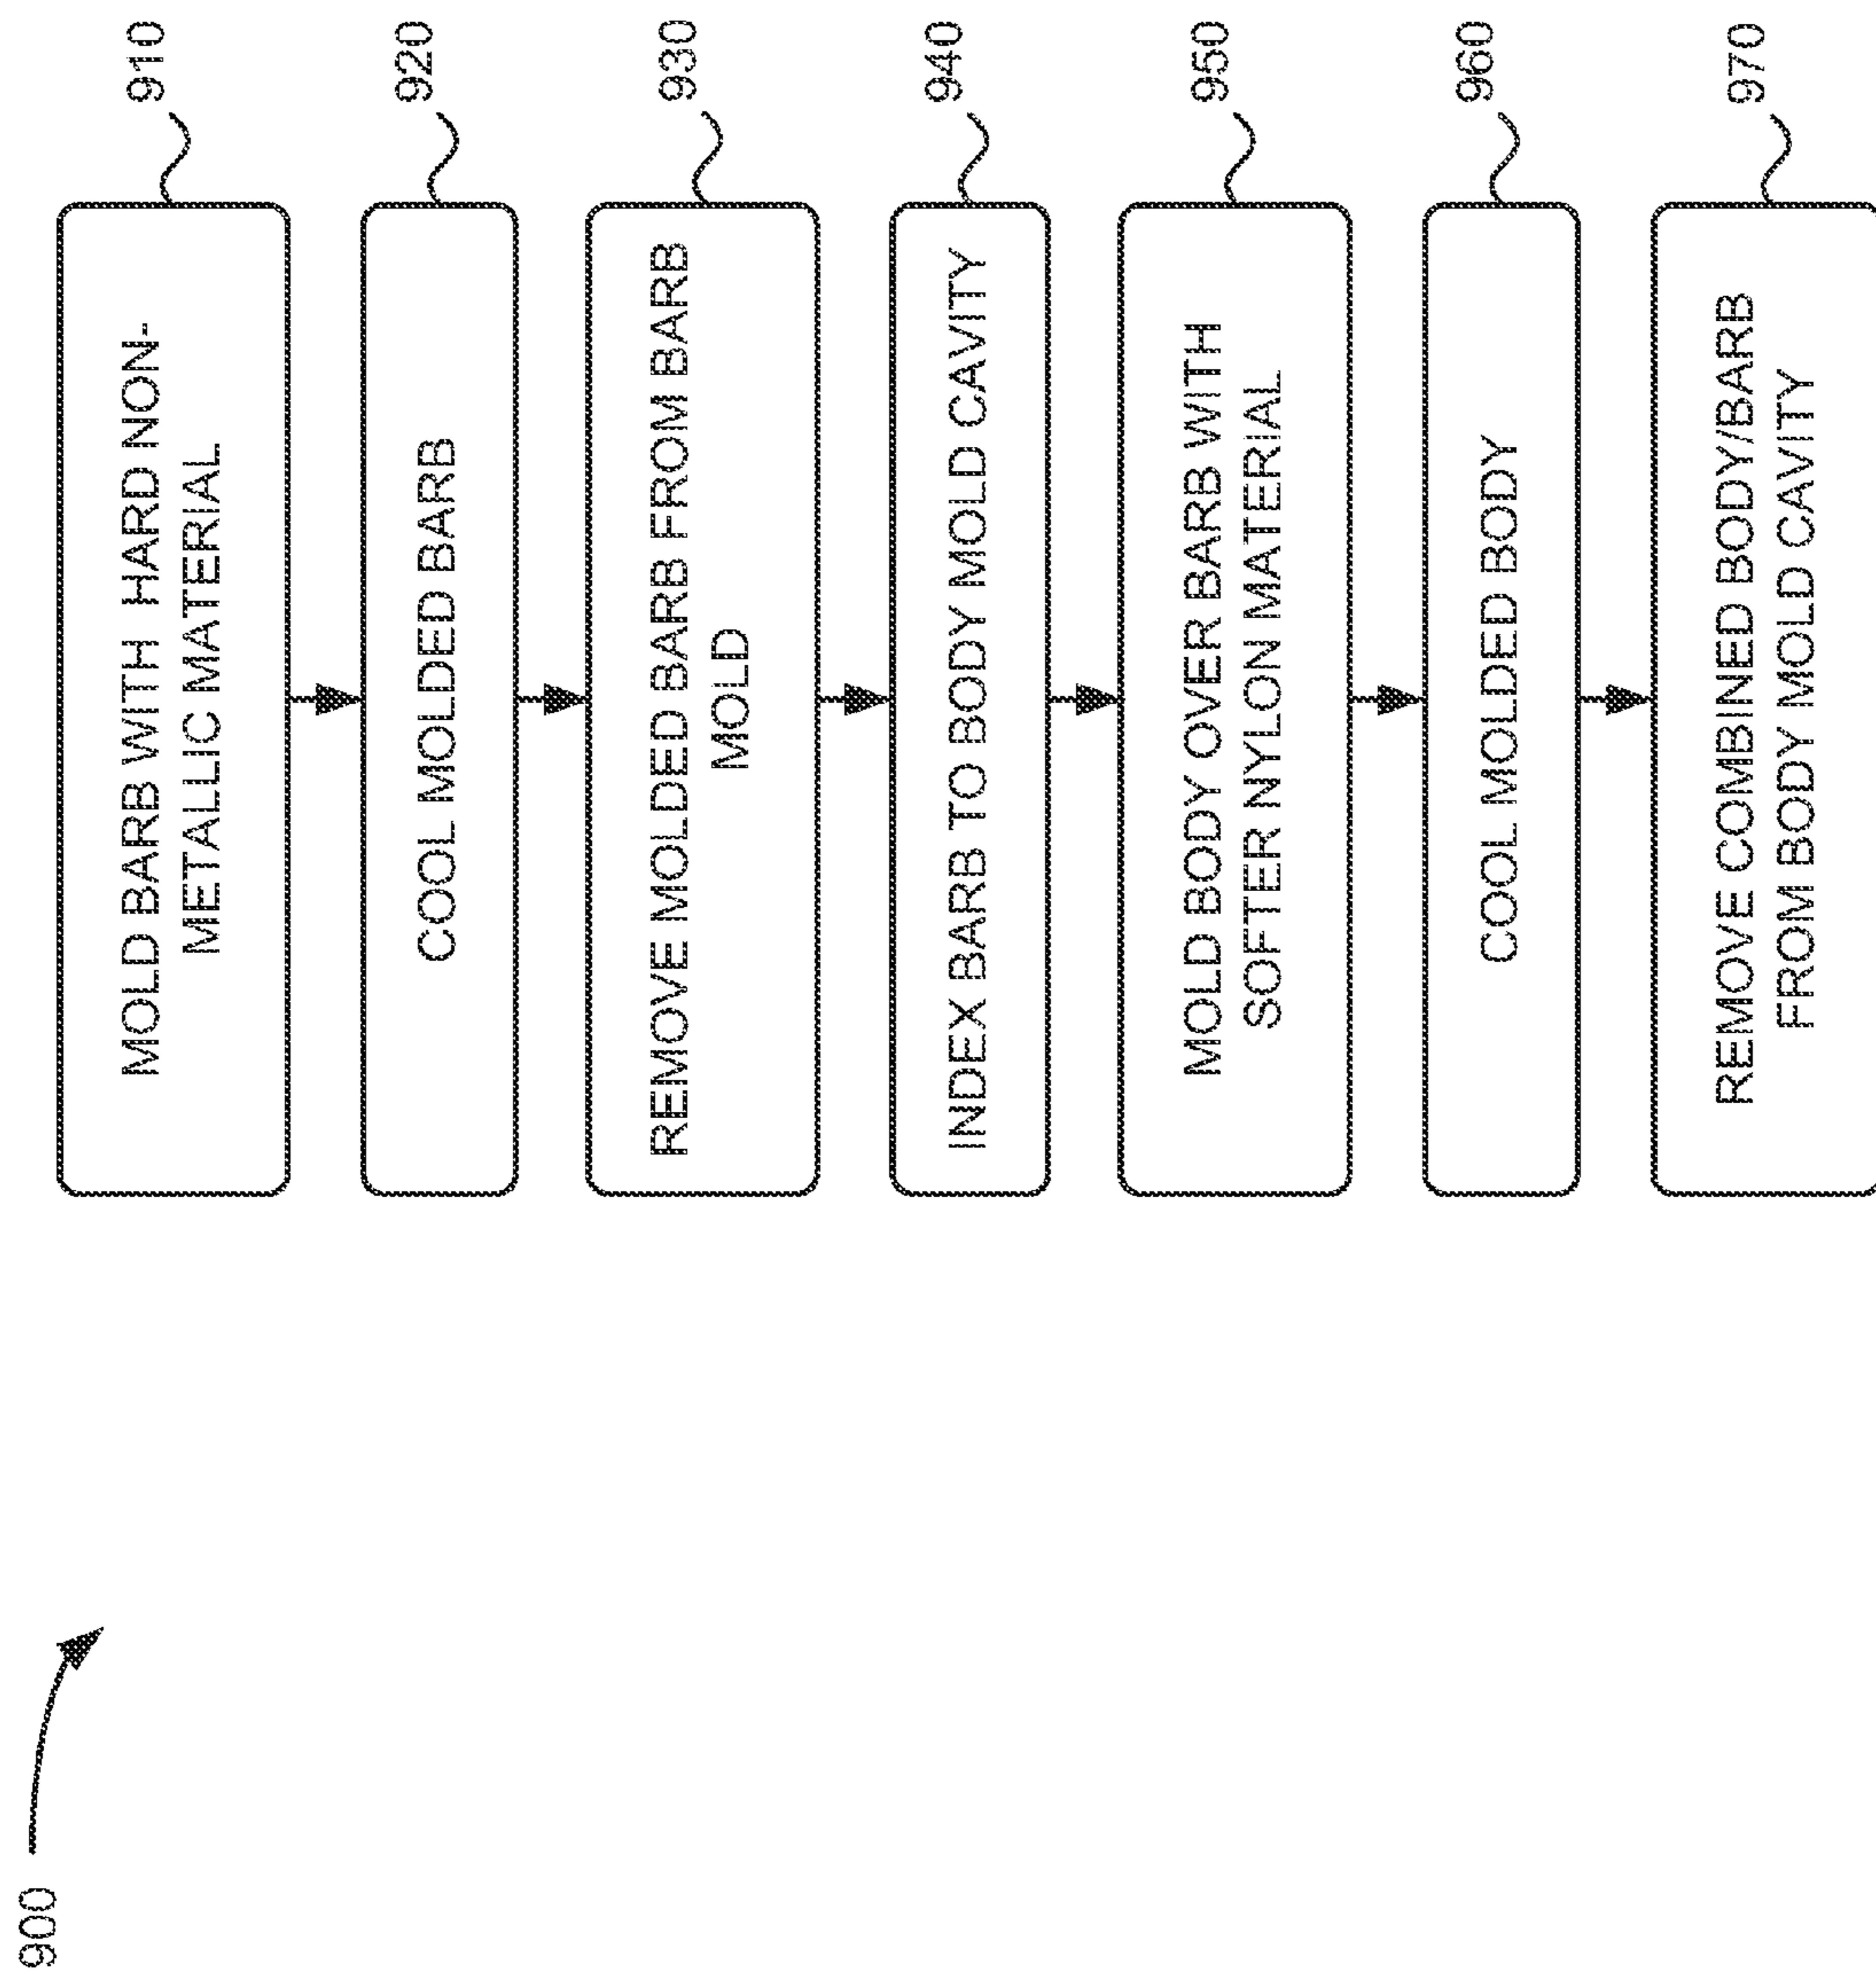 900
MOLD BARB WITH HARD NON-
METALLIC MATERIAL
910
COOL MOLDED BARB
920
REMOVE MOLDED BARB FROM BARB
MOLD
930
INDEX BARB TO BODY MOLD CAVITY
940
MOLD BODY OVER BARB WITH
SOFTER NYLON MATERIAL
950
COOL MOLDED BODY
960
REMOVE COMBINED BODY/BARB
FROM BODY MOLD CAVITY
970